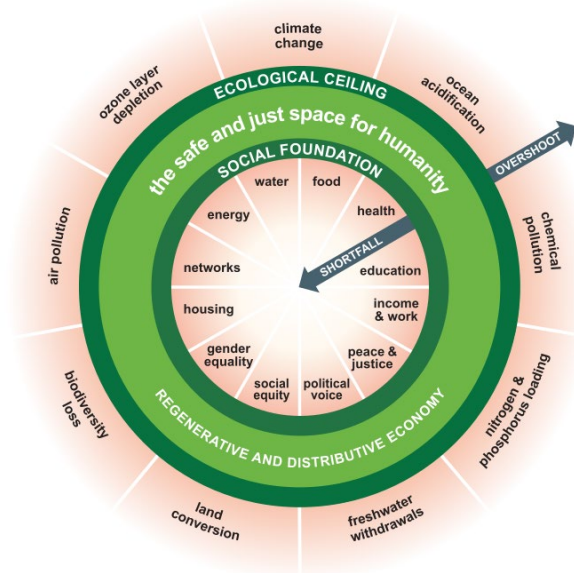 climate
change
ocean
acidification
chemical
pollution
nitrogen &
phosphorus loading
freshwater
withdrawals
land
conversion
biodiversity
loss
air pollution
ozone layer
depletion
OVERSHOOT
ECOLOGICAL CEILING
the safe and just space for humanity
SOCIAL FOUNDATION
water
food
health
SHORTFALL
education
income
& work
peace &
justice
political
voice
social
equity
gender
equality
housing
networks
energy
REGENERATIVE AND DISTRIBUTIVE ECONOMY